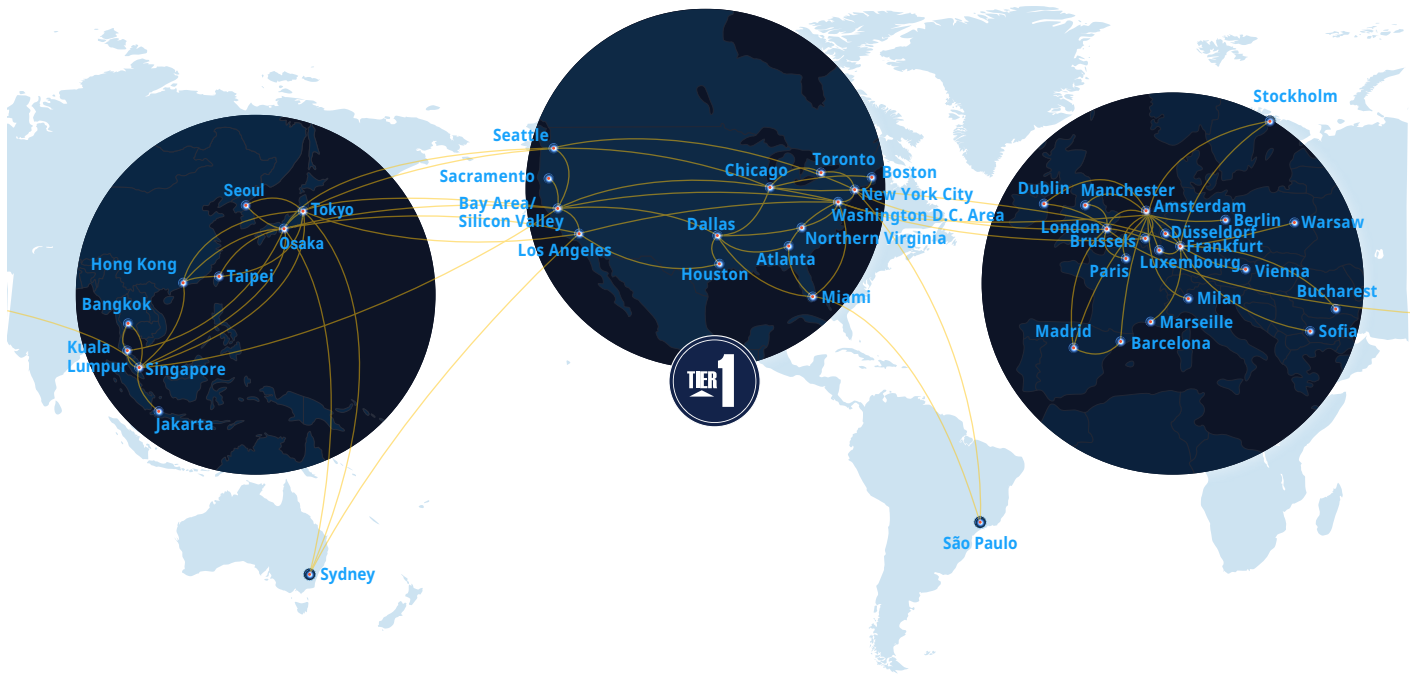 Stockholm
Seattle
Sacramento
Bay Area/
Silicon Valley
Los Angeles
Chicago
Toronto
Boston
New York City
Washington D.C. Area
Northern Virginia
Dallas
Houston
Atlanta
Miami
TIER 1
Seoul
Tokyo
Osaka
Hong Kong
Taipei
Bangkok
Kuala
Lumpur
Singapore
Jakarta
Sydney
São Paulo
Dublin
Manchester
Amsterdam
London
Brussels
Berlin
Düsseldorf
Frankfurt
Warsaw
Luxembourg
Paris
Vienna
Bucharest
Milan
Marseille
Madrid
Barcelona
Sofia